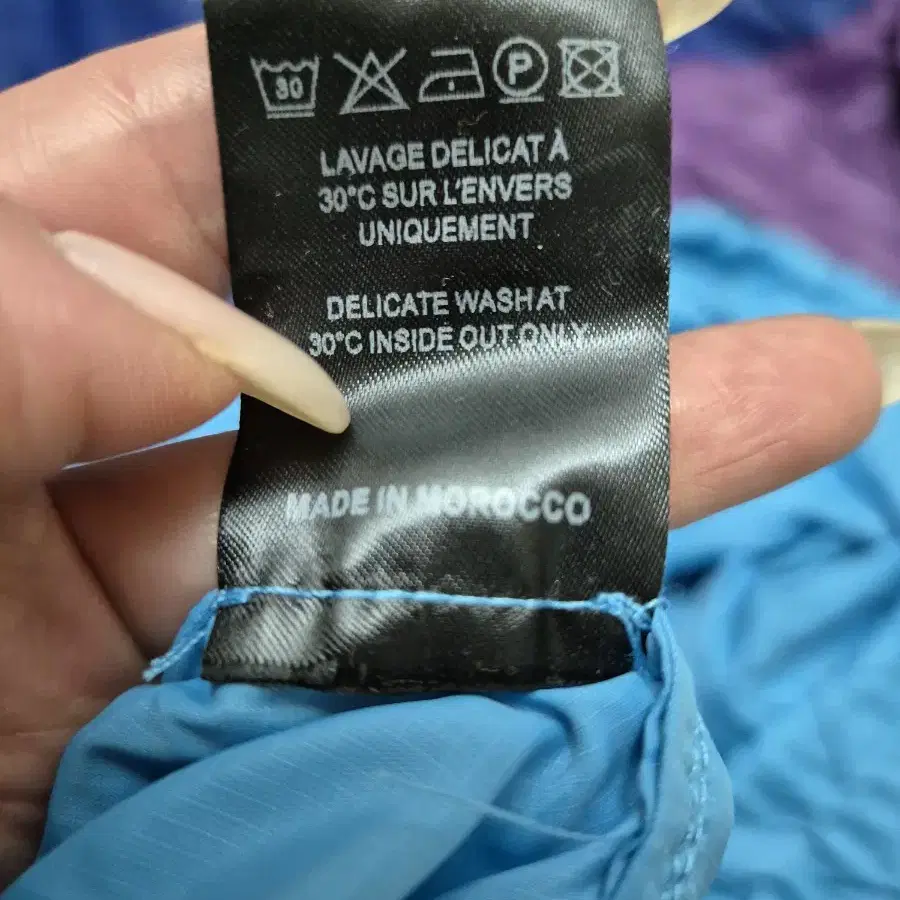 30
P
LAVAGE DELICAT À
30°C SUR L'ENVERS
UNIQUEMENT
DELICATE WASH AT
30°C INSIDE OUT ONLY
MADE IN MOROCCO